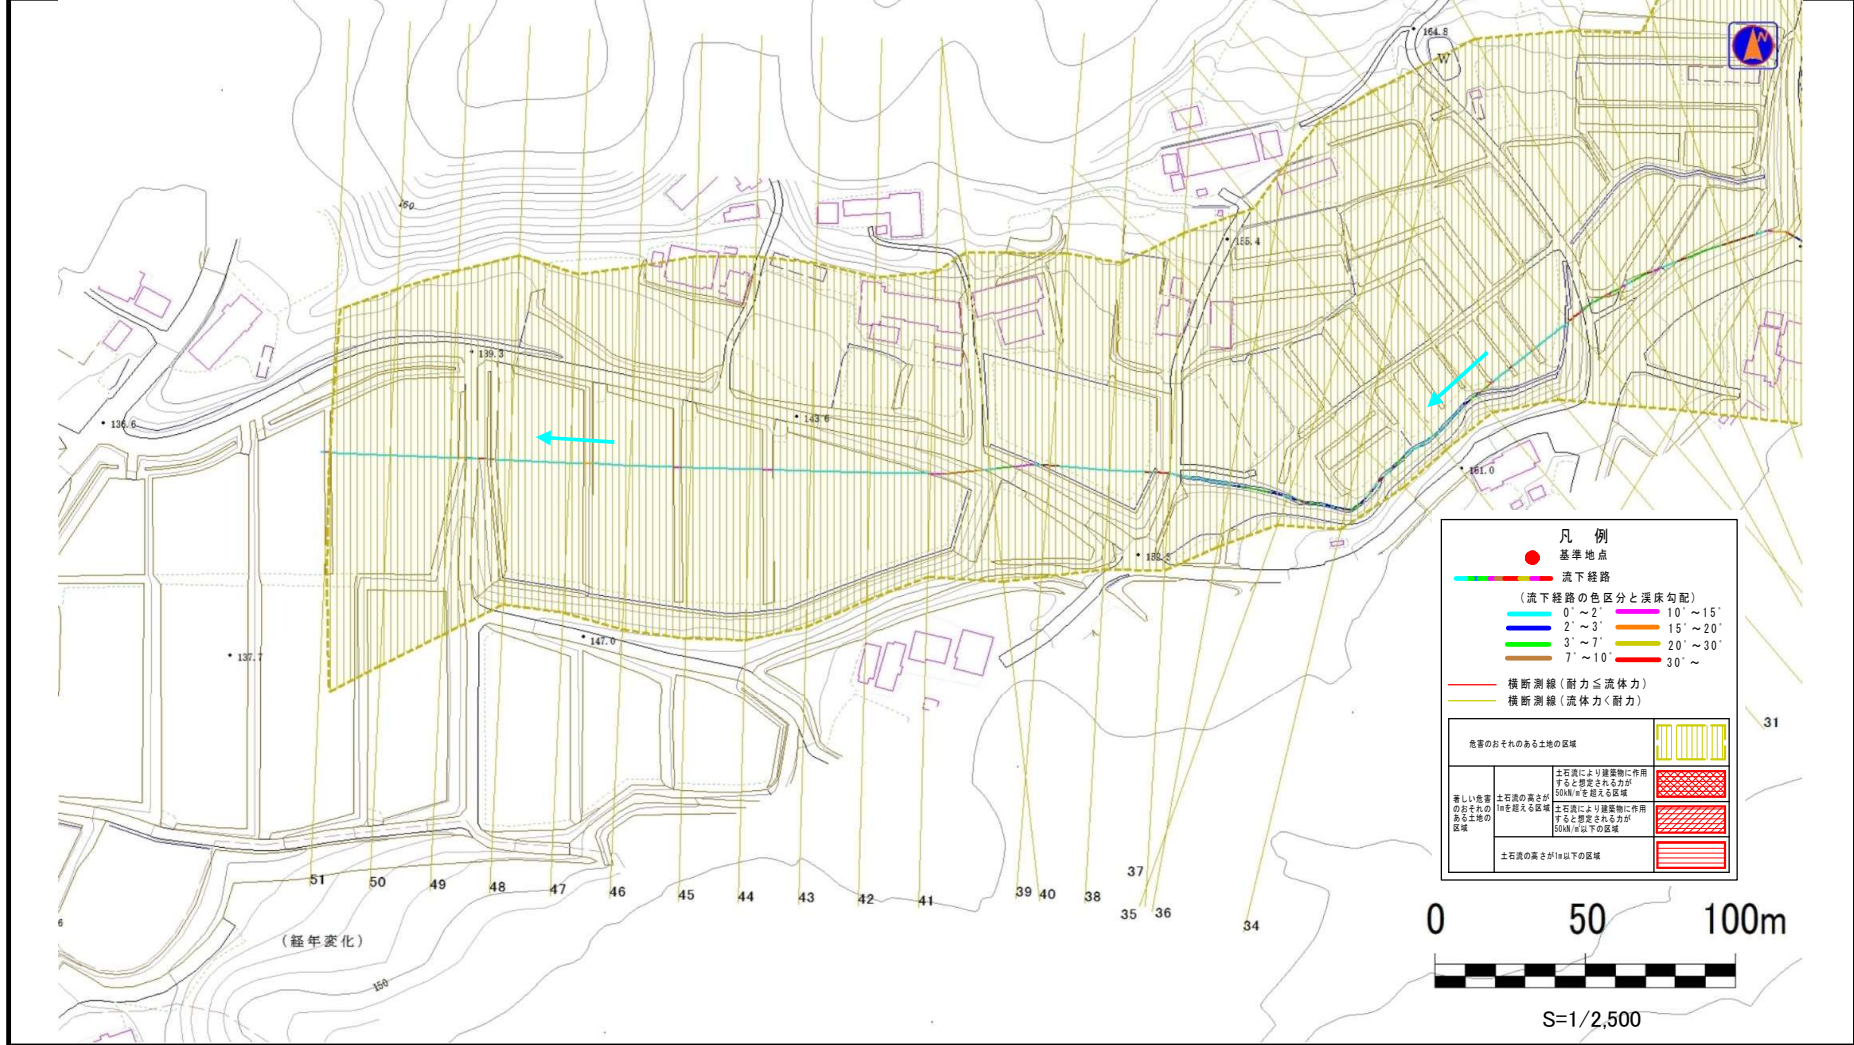 N
164.8
W
160
155.4
139.3
136.6
143.6
161.0
152.3
147.0
137.7
凡 例
基準地点
流下経路
(流下経路の色区分と渓床勾配)
0°~2° 10°~15°
2°~3° 15°~20°
3°~7° 20°~30°
7°~10° 30°~
横断測線(耐力≦流体力)
横断測線(流体力<耐力)
危害のおそれのある土地の区域
著しい危害
のおそれの
ある土地の
区域
土石流の高さが
1mを超える区域
土石流により建築物に作用
すると想定される力が
50kN/㎡を超える区域
土石流により建築物に作用
すると想定される力が
50kN/㎡以下の区域
土石流の高さが1m以下の区域
31
51 50 49 48 47 46 45 44 43 42 41 39 40 38 37 35 36 34
6
(経年変化)
150
0 50 100m
S=1/2,500